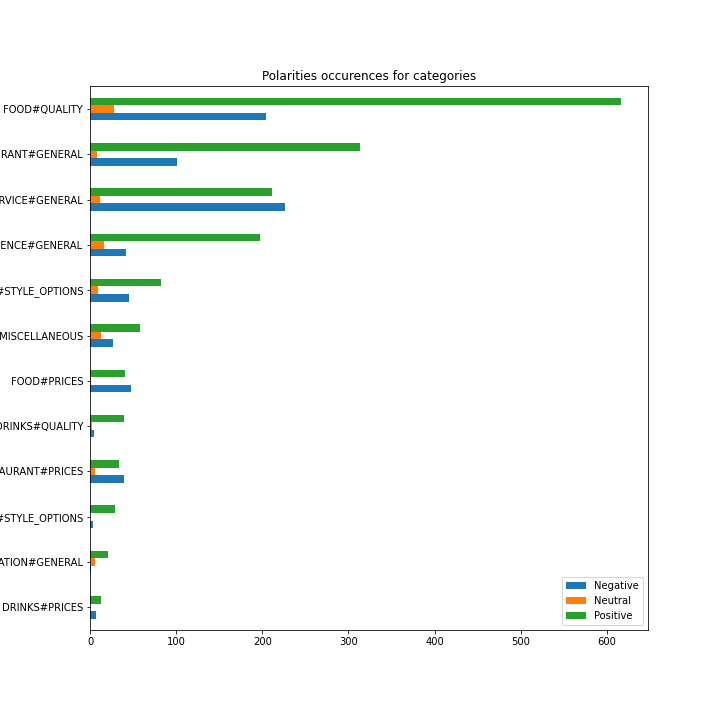 Polarities occurences for categories
FOOD#QUALITY
RANT#GENERAL
RVICE#GENERAL
ENCE#GENERAL
#STYLE_OPTIONS
MISCELLANEOUS
FOOD#PRICES
DRINKS#QUALITY
AURANT#PRICES
#STYLE_OPTIONS
ATION#GENERAL
DRINKS#PRICES
Negative
Neutral
Positive
0 100 200 300 400 500 600